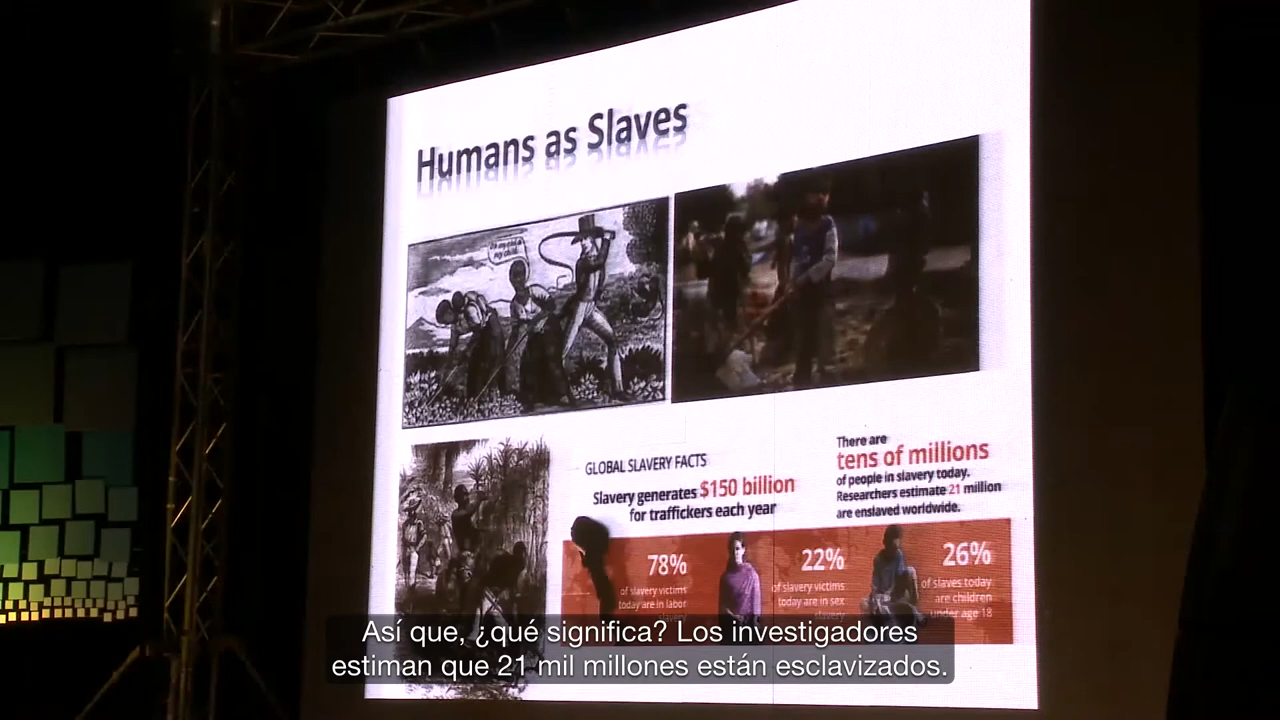 Humans as Slaves
GLOBAL SLAVERY FACTS
Slavery generates $150 billion
for traffickers each year
There are
tens of millions
of people in slavery today.
Researchers estimate 21 million
are enslaved worldwide.
78%
of slavery victims
today are in labor
slavery
22%
of slavery victims
today are in sex
slavery
26%
of slaves today
are children
under age 18
Así que, ¿qué significa? Los investigadores
estiman que 21 mil millones están esclavizados.